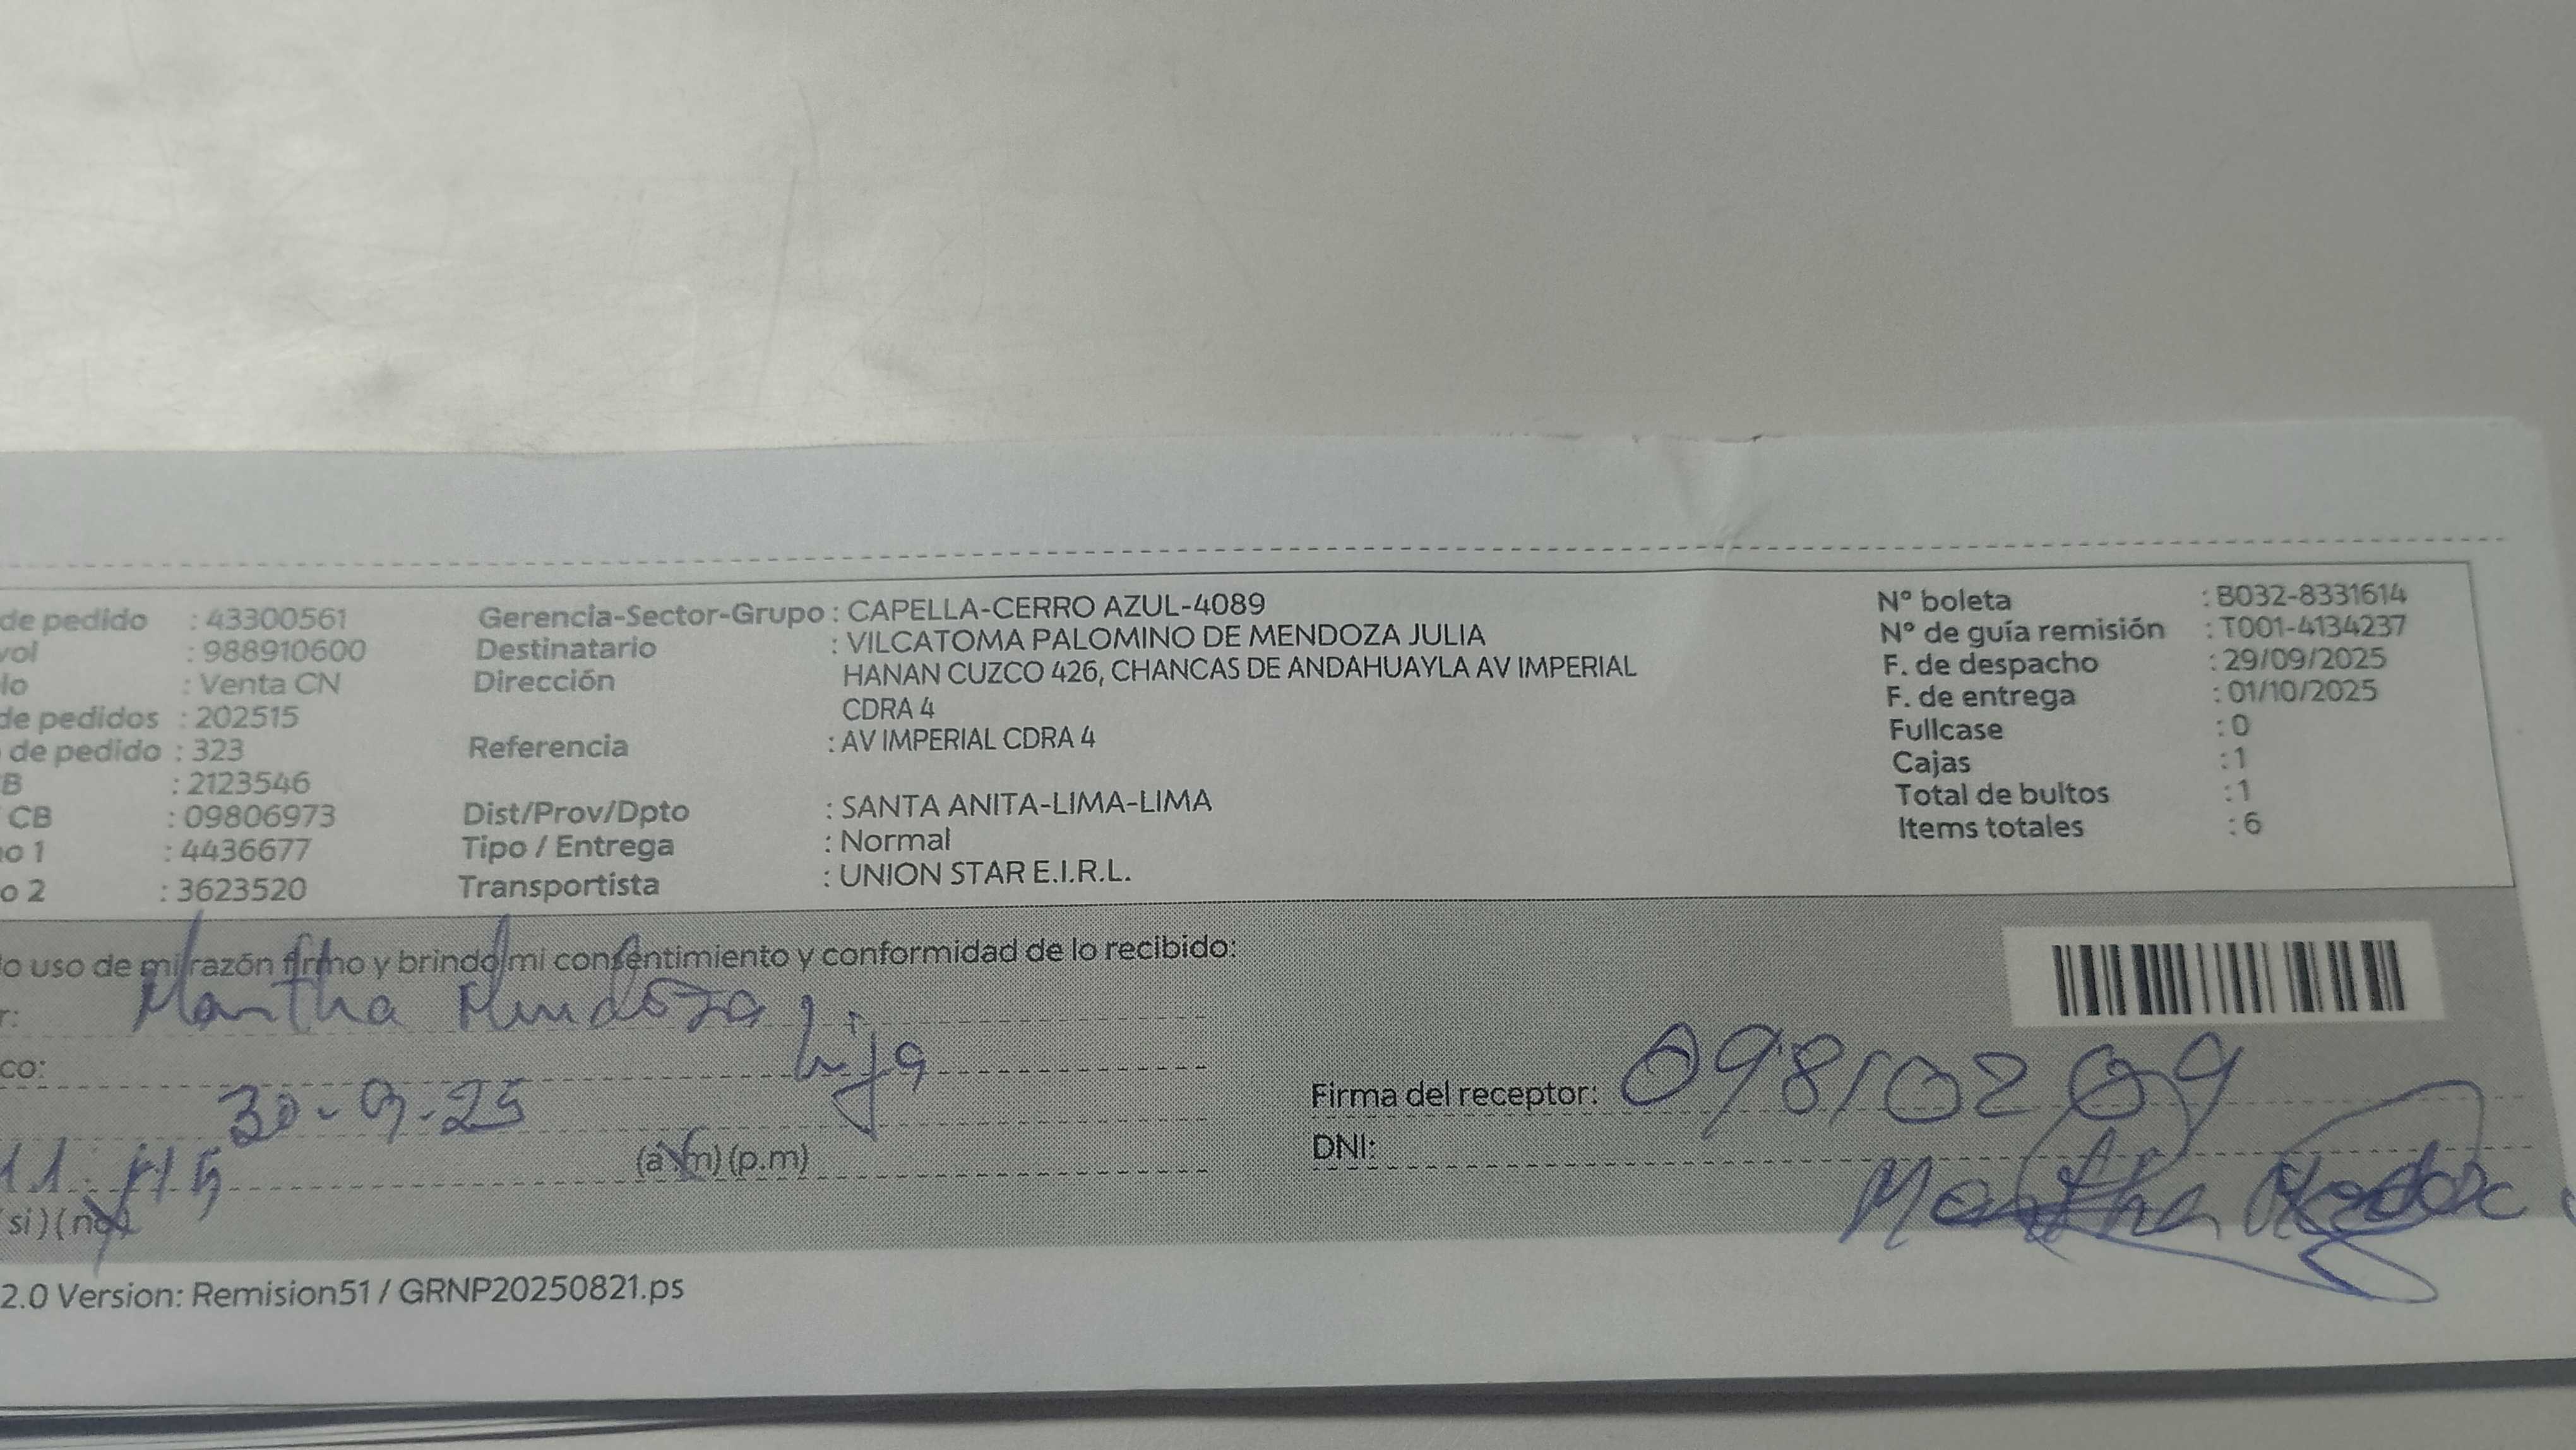 de pedido : 43300561
vol : 988910600
lo : Venta CN
de pedidos : 202515
de pedido : 323
B : 2123546
CB : 09806973
no 1 : 4436677
o 2 : 3623520
Gerencia-Sector-Grupo : CAPELLA-CERRO AZUL-4089
Destinatario : VILCATOMA PALOMINO DE MENDOZA JULIA
Dirección HANAN CUZCO 426, CHANCAS DE ANDAHUAYLA AV IMPERIAL
CDRA 4
Referencia : AV IMPERIAL CDRA 4
Dist/Prov/Dpto : SANTA ANITA-LIMA-LIMA
Tipo / Entrega : Normal
Transportista : UNION STAR E.I.R.L.
N° boleta : B032-8331614
N° de guía remisión : T001-4134237
F. de despacho : 29/09/2025
F. de entrega : 01/10/2025
Fullcase : 0
Cajas : 1
Total de bultos : 1
Items totales : 6
o uso de mi razón firmo y brindo mi consentimiento y conformidad de lo recibido:
r: Martha Mendoza
co: hija
30-9-25
11 (a.m) (p.m)
(si) (no)
Firma del receptor: 09810209
DNI:
Martha Mendoza
2.0 Version: Remision51 / GRNP20250821.ps